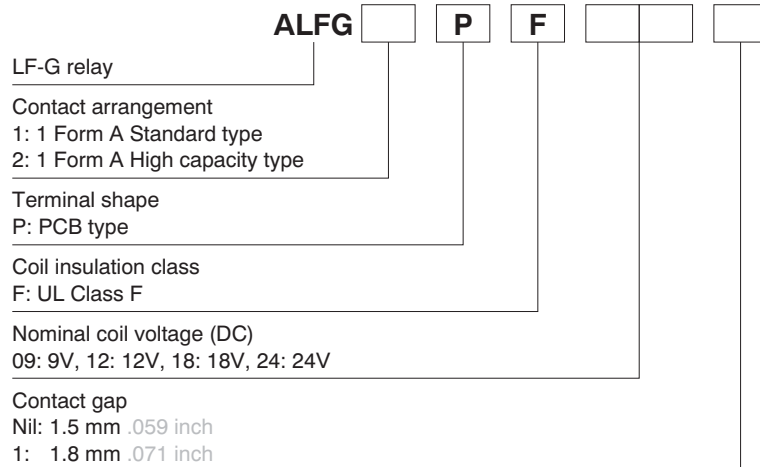 ALFG P F
LF-G relay
Contact arrangement
1: 1 Form A Standard type
2: 1 Form A High capacity type
Terminal shape
P: PCB type
Coil insulation class
F: UL Class F
Nominal coil voltage (DC)
09: 9V, 12: 12V, 18: 18V, 24: 24V
Contact gap
Nil: 1.5 mm .059 inch
1: 1.8 mm .071 inch